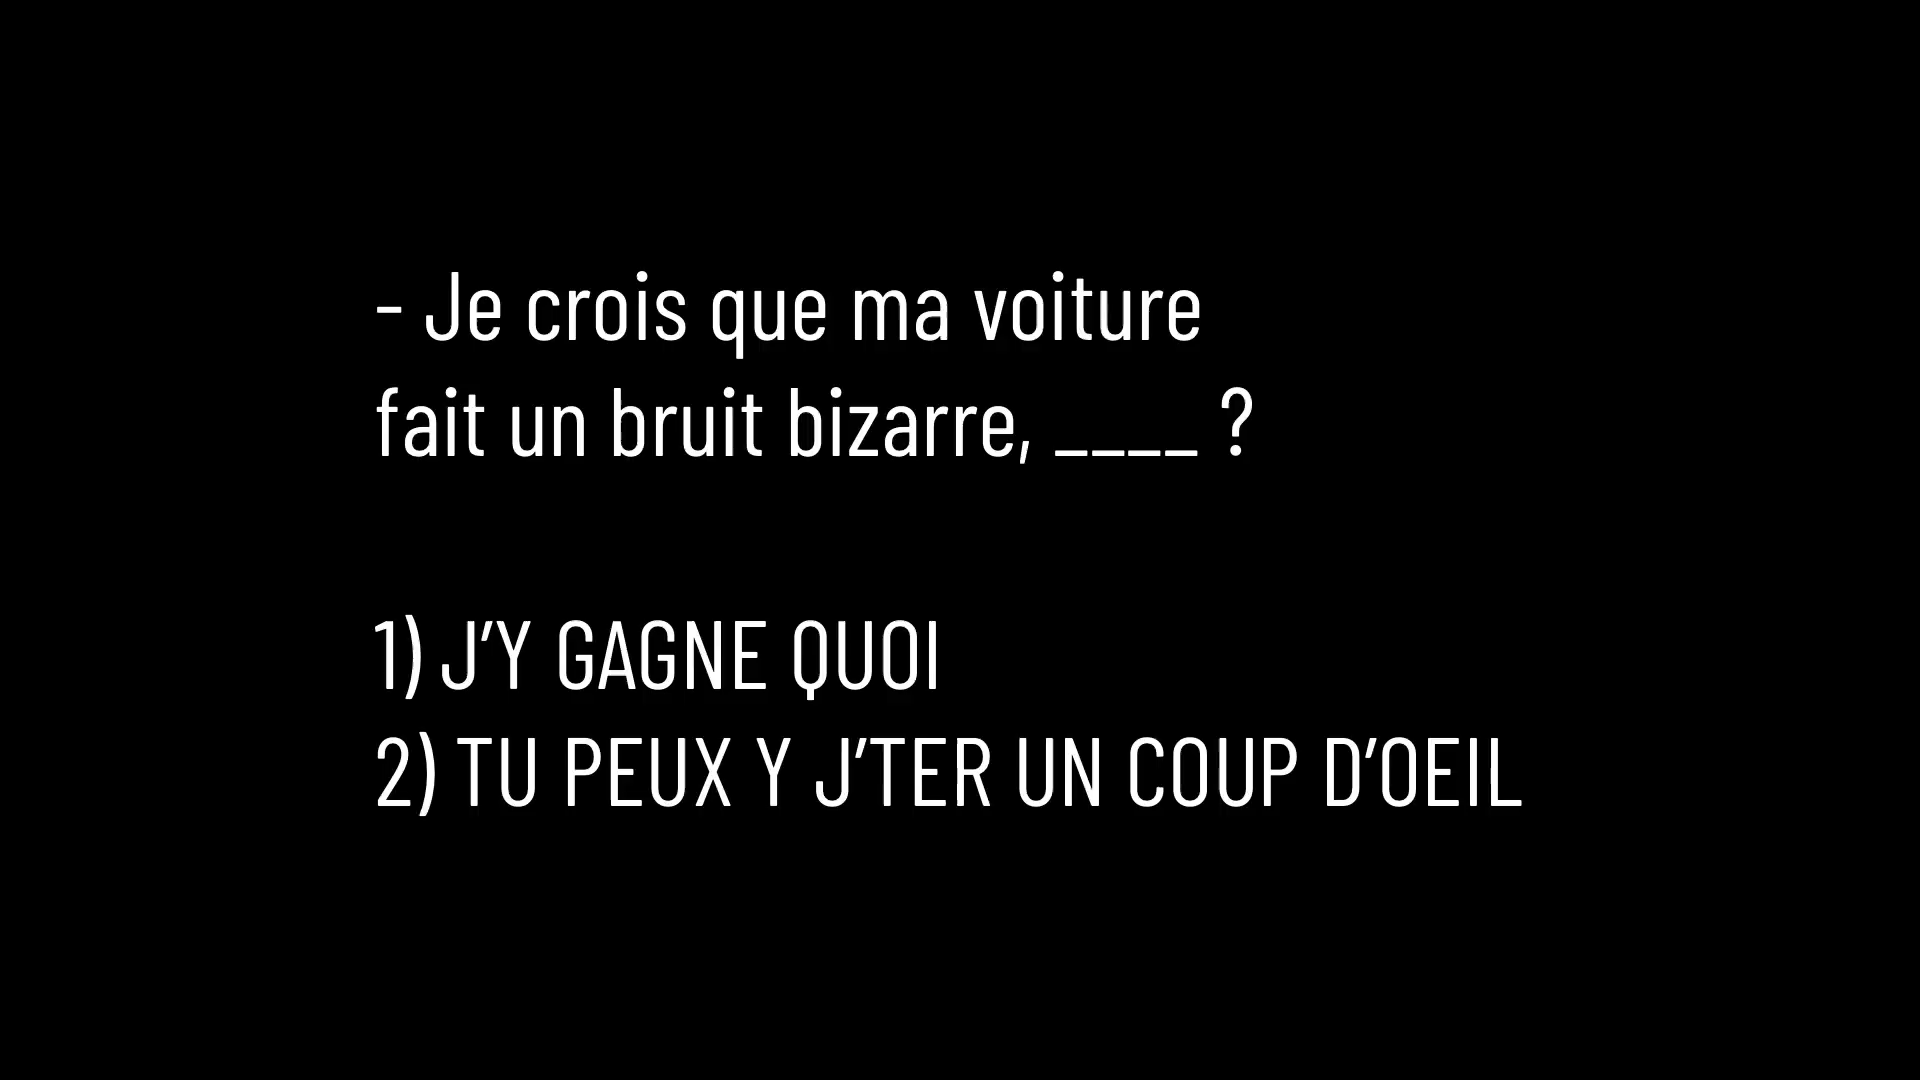 - Je crois que ma voiture
fait un bruit bizarre, ____ ?
1) J’Y GAGNE QUOI
2) TU PEUX Y J’TER UN COUP D’OEIL